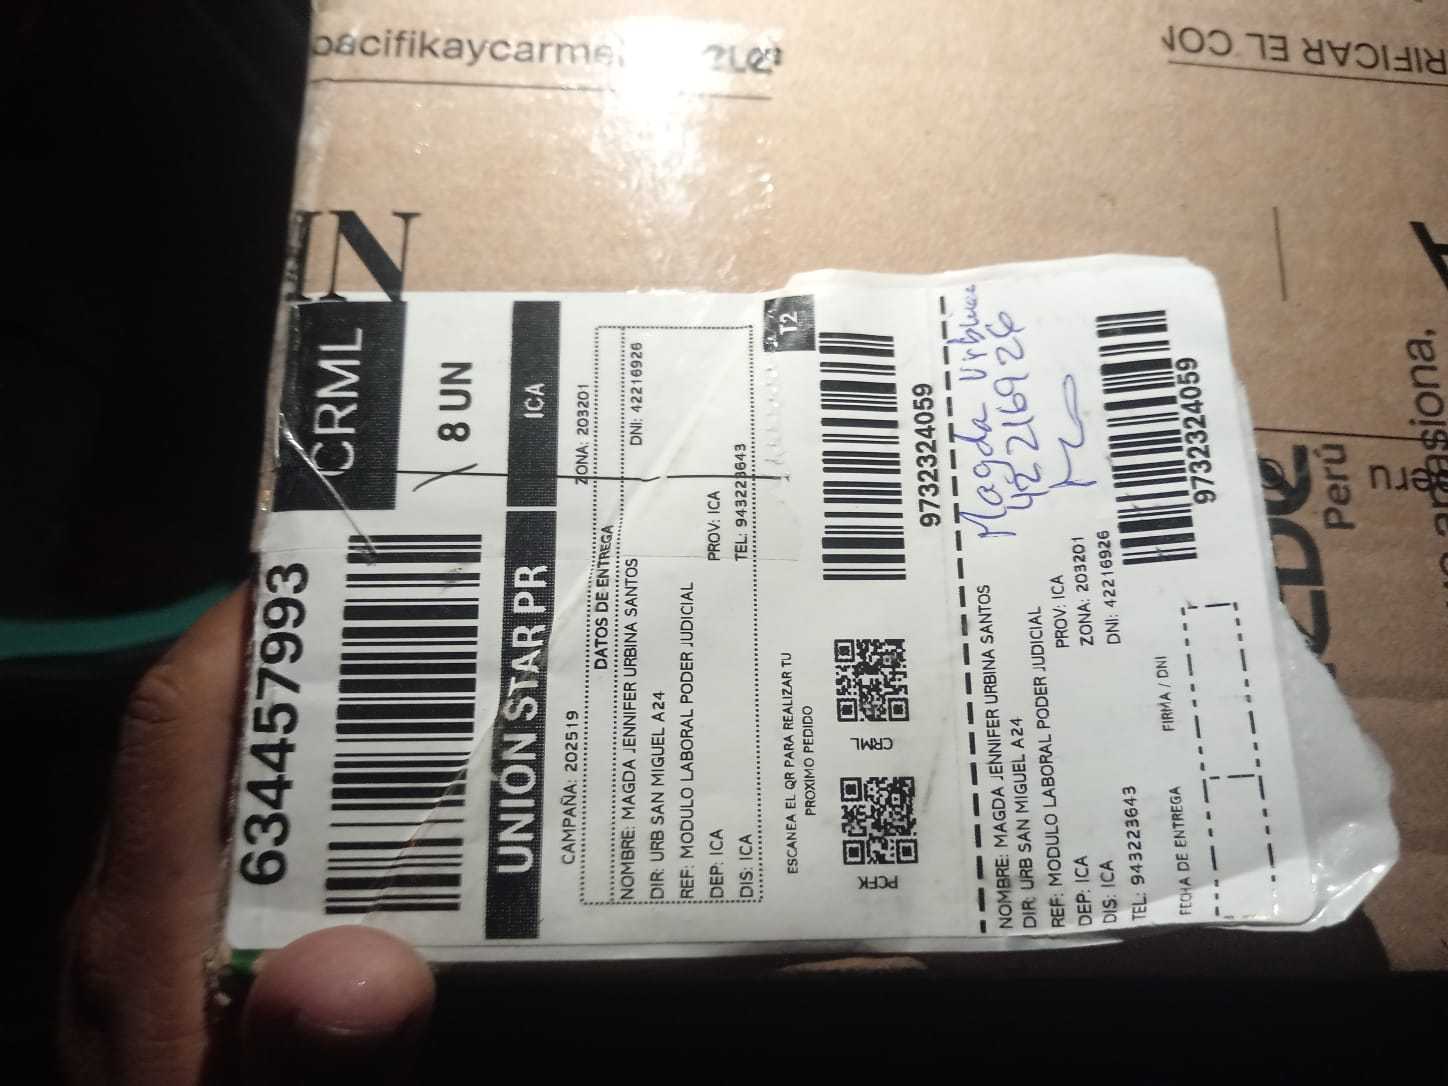 pacifikaycarmel
RIFICAR EL CON
IN
CRML
8 UN
6344457993
UNIÓN STAR PR
ICA
CAMPAÑA: 202519
ZONA: 203201
DATOS DE ENTREGA
NOMBRE: MAGDA JENNIFER URBINA SANTOS
DNI: 42216926
DIR: URB SAN MIGUEL A24
REF: MODULO LABORAL PODER JUDICIAL
DEP: ICA
PROV: ICA
DIS: ICA
TEL: 943223643
ESCANEA EL QR PARA REALIZAR TU
PROXIMO PEDIDO
T2
PCFK
CRML
9732324059
Magda Urbina
42216926
NOMBRE: MAGDA JENNIFER URBINA SANTOS
DIR: URB SAN MIGUEL A24
REF: MODULO LABORAL PODER JUDICIAL
DEP: ICA
PROV: ICA
DIS: ICA
ZONA: 203201
TEL: 943223643
DNI: 42216926
9732324059
FECHA DE ENTREGA
FIRMA / DNI
Perú